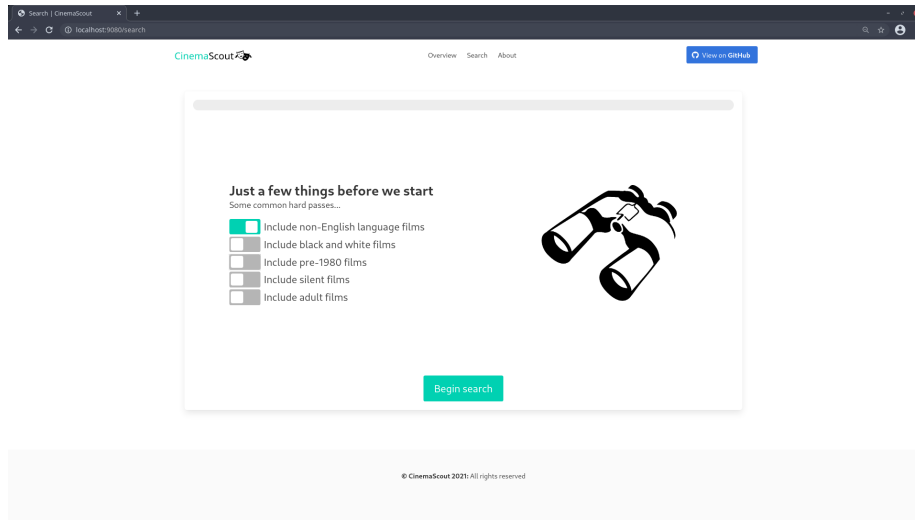 Search | CinemaScout
localhost:9080/search
CinemaScout
Overview Search About
View on GitHub
Just a few things before we start
Some common hard passes...
Include non-English language films
Include black and white films
Include pre-1980 films
Include silent films
Include adult films
Begin search
© CinemaScout 2021: All rights reserved